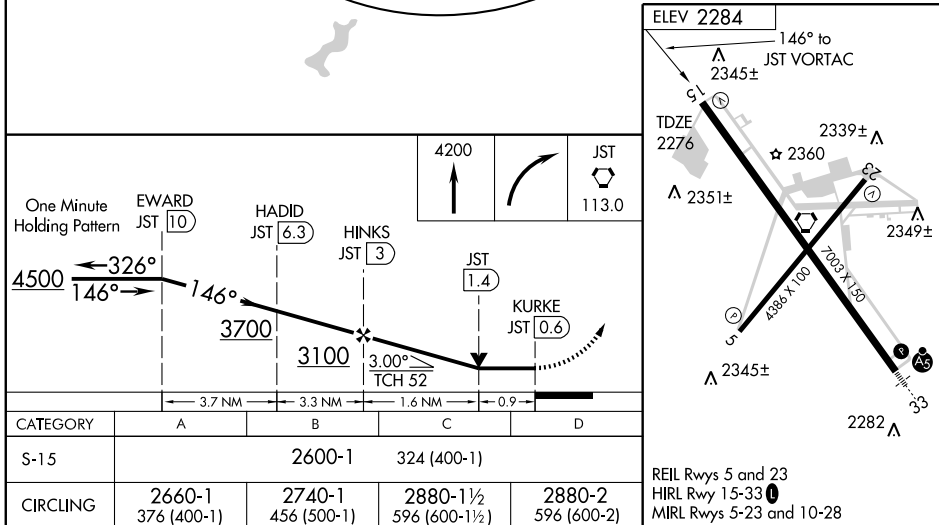 One Minute
Holding Pattern
EWARD
JST 10
HADID
JST 6.3
HINKS
JST 3
JST
1.4
KURKE
JST 0.6
4200
JST
113.0
4500
326°
146°
146°
3700
3100
3.00°
TCH 52
3.7 NM
3.3 NM
1.6 NM
0.9
CATEGORY A B C D
S-15 2600-1 324 (400-1)
CIRCLING 2660-1 2740-1 2880-1½ 2880-2
376 (400-1) 456 (500-1) 596 (600-1½) 596 (600-2)
ELEV 2284
146° to
JST VORTAC
2345±
15
V
TDZE
2276
2339±
2360
23
V
2351±
2349±
7003 X 150
4386 X 100
P
5
2345±
P
A5
33
2282
REIL Rwys 5 and 23
HIRL Rwy 15-33 L
MIRL Rwys 5-23 and 10-28